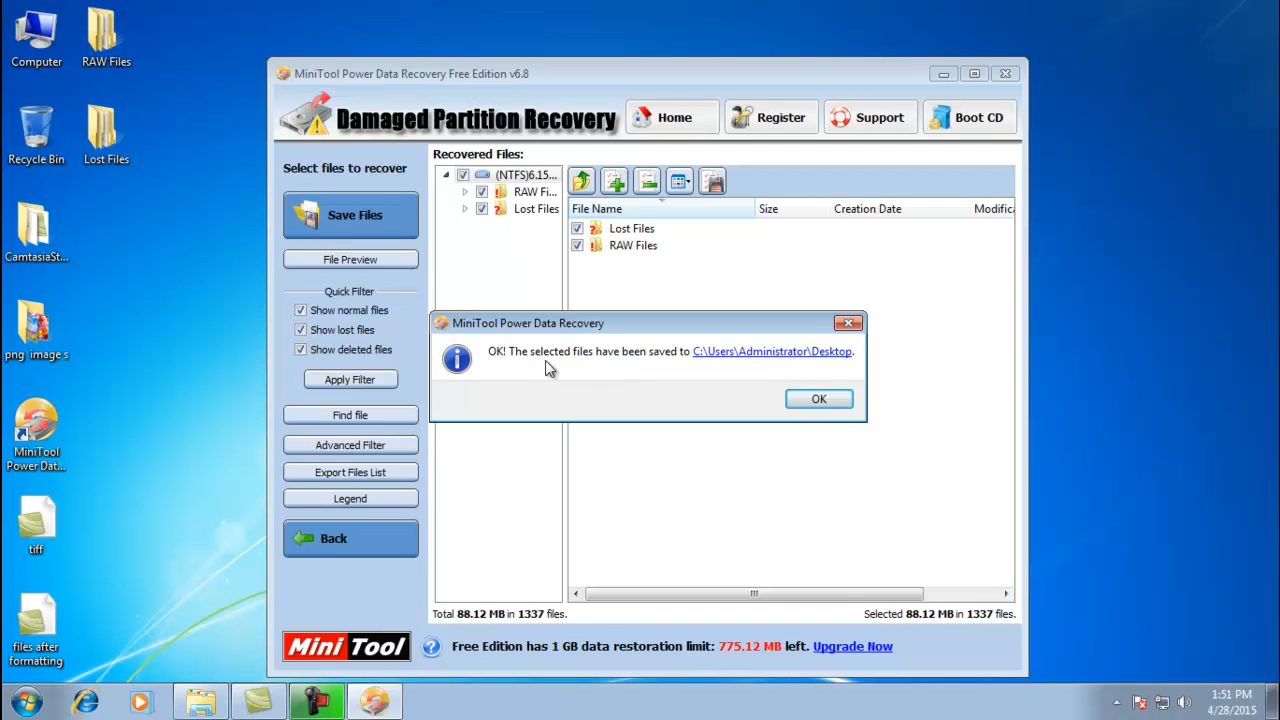 Computer
RAW Files
Recycle Bin
Lost Files
CamtasiaSt...
png image s
MiniTool
Power Dat...
tiff
files after
formatting
MiniTool Power Data Recovery Free Edition v6.8
Damaged Partition Recovery
Home
Register
Support
Boot CD
Select files to recover
Save Files
File Preview
Quick Filter
Show normal files
Show lost files
Show deleted files
Apply Filter
Find file
Advanced Filter
Export Files List
Legend
Back
Recovered Files:
(NTFS)6.15...
RAW Fi...
Lost Files
File Name Size Creation Date Modifica
Lost Files
RAW Files
MiniTool Power Data Recovery
OK! The selected files have been saved to C:\Users\Administrator\Desktop.
OK
Total 88.12 MB in 1337 files.
Selected 88.12 MB in 1337 files.
Mini Tool
Free Edition has 1 GB data restoration limit: 775.12 MB left. Upgrade Now
1:51 PM
4/28/2015